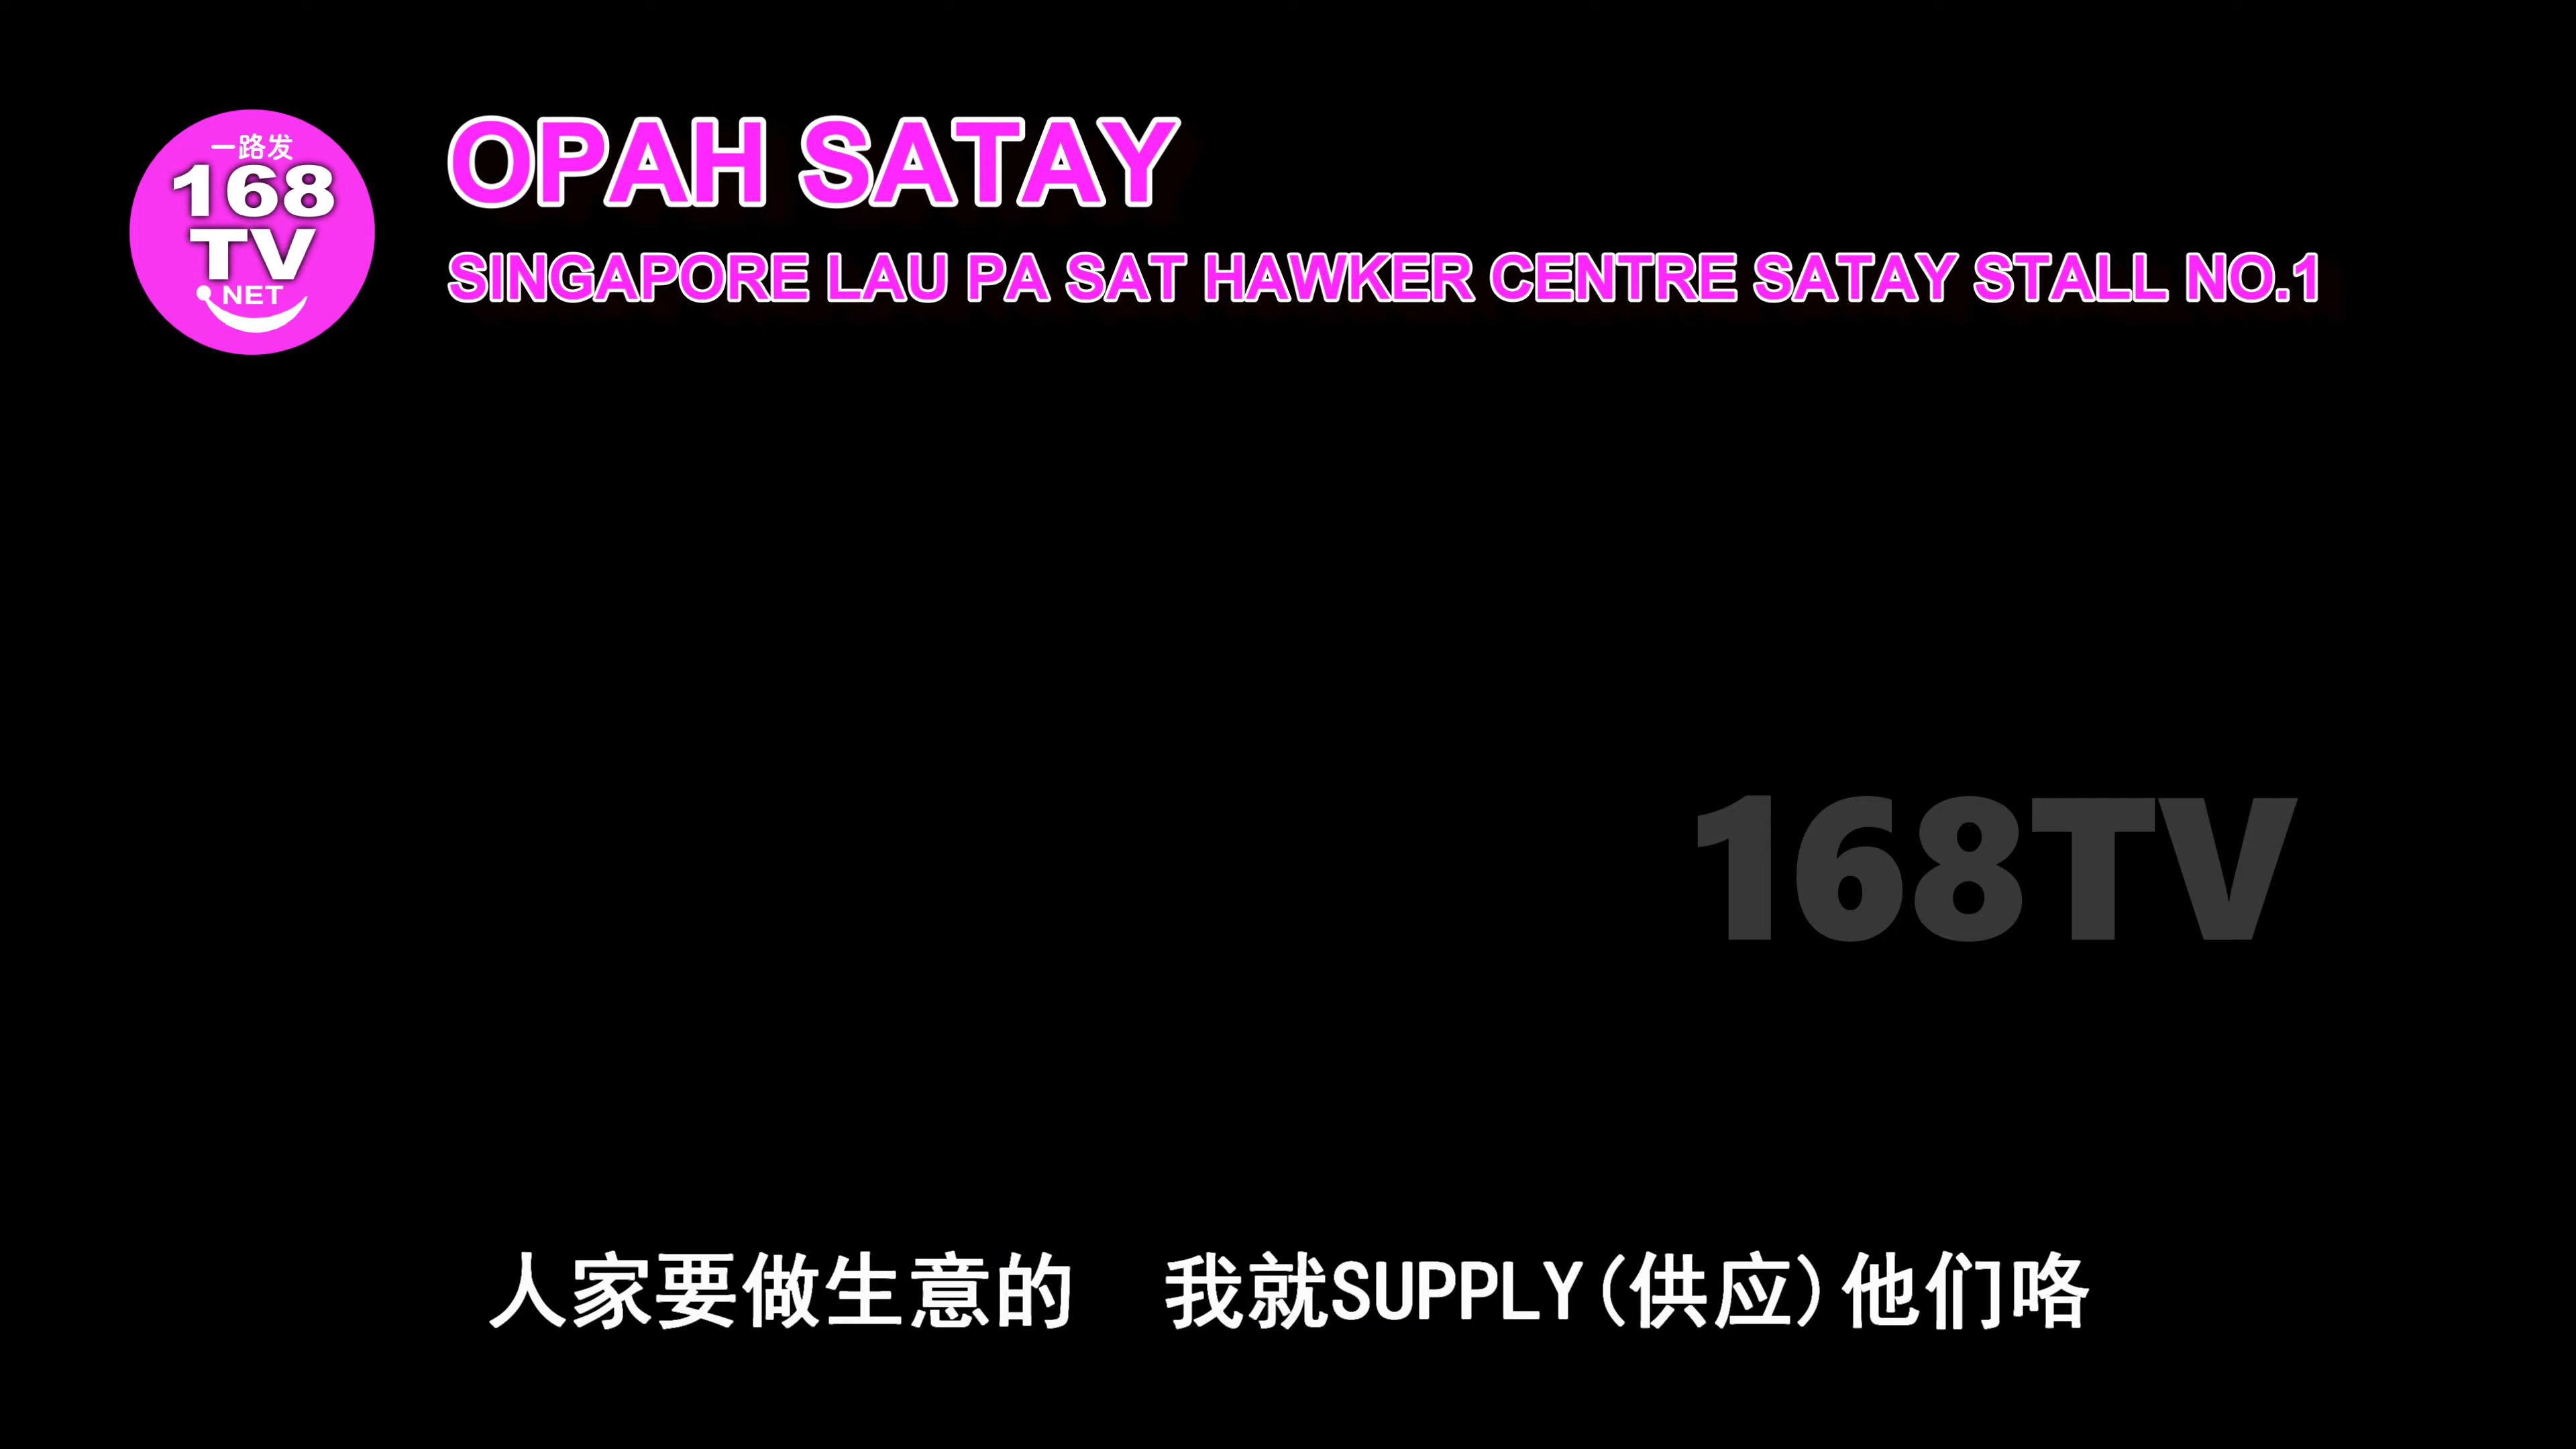 一路发
168
TV
NET
OPAH SATAY
SINGAPORE LAU PA SAT HAWKER CENTRE SATAY STALL NO.1
168TV
人家要做生意的 我就SUPPLY(供应)他们咯